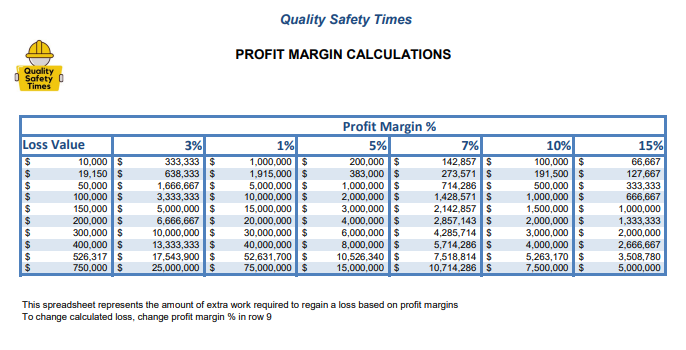 Quality Safety Times
PROFIT MARGIN CALCULATIONS
Quality
Safety
Times
Profit Margin %
Loss Value 3% 1% 5% 7% 10% 15%
$ 10,000 $ 333,333 $ 1,000,000 $ 200,000 $ 142,857 $ 100,000 $ 66,667
$ 19,150 $ 638,333 $ 1,915,000 $ 383,000 $ 273,571 $ 191,500 $ 127,667
$ 50,000 $ 1,666,667 $ 5,000,000 $ 1,000,000 $ 714,286 $ 500,000 $ 333,333
$ 100,000 $ 3,333,333 $ 10,000,000 $ 2,000,000 $ 1,428,571 $ 1,000,000 $ 666,667
$ 150,000 $ 5,000,000 $ 15,000,000 $ 3,000,000 $ 2,142,857 $ 1,500,000 $ 1,000,000
$ 200,000 $ 6,666,667 $ 20,000,000 $ 4,000,000 $ 2,857,143 $ 2,000,000 $ 1,333,333
$ 300,000 $ 10,000,000 $ 30,000,000 $ 6,000,000 $ 4,285,714 $ 3,000,000 $ 2,000,000
$ 400,000 $ 13,333,333 $ 40,000,000 $ 8,000,000 $ 5,714,286 $ 4,000,000 $ 2,666,667
$ 526,317 $ 17,543,900 $ 52,631,700 $ 10,526,340 $ 7,518,814 $ 5,263,170 $ 3,508,780
$ 750,000 $ 25,000,000 $ 75,000,000 $ 15,000,000 $ 10,714,286 $ 7,500,000 $ 5,000,000
This spreadsheet represents the amount of extra work required to regain a loss based on profit margins
To change calculated loss, change profit margin % in row 9